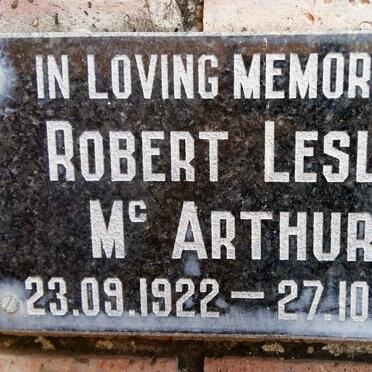 IN LOVING MEMOR
ROBERT LESL
Mc ARTHUR
23.09.1922 – 27.10